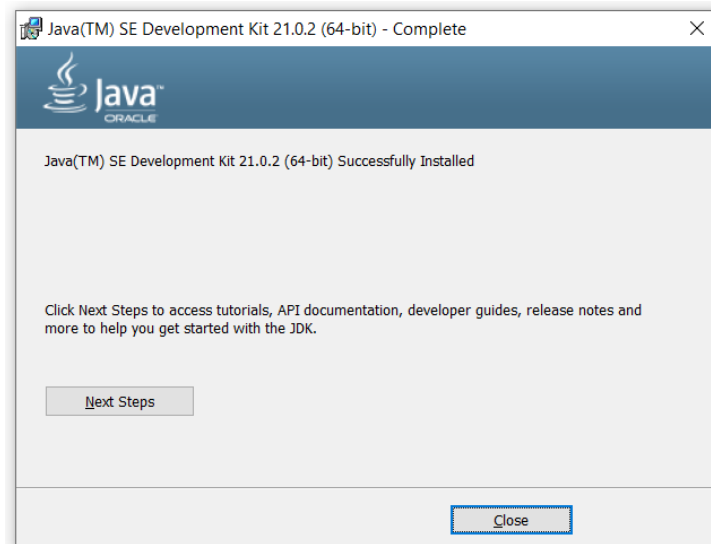 Java(TM) SE Development Kit 21.0.2 (64-bit) - Complete
Java™
ORACLE
Java(TM) SE Development Kit 21.0.2 (64-bit) Successfully Installed
Click Next Steps to access tutorials, API documentation, developer guides, release notes and
more to help you get started with the JDK.
Next Steps
Close